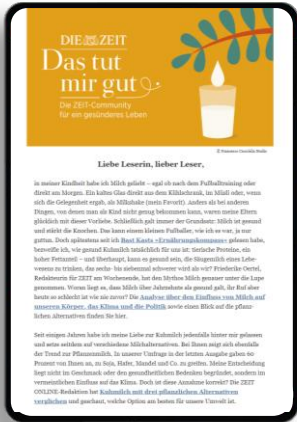 DIE ZEIT
Das tut
mir gut
Die ZEIT-Community
für ein gesünderes Leben
Liebe Leserin, lieber Leser,
in meiner Kindheit habe ich Milch geliebt – egal ob nach dem Fußballtraining oder
direkt am Morgen. Ein kaltes Glas direkt aus dem Kühlschrank, im Müsli oder, wenn
sich die Gelegenheit ergab, als Milkshake (mein Favorit). Anders als bei anderen
Dingen, von denen man als Kind nicht genug bekommen kann, waren meine Eltern
glücklich mit dieser Vorliebe. Schließlich galt immer der Grundsatz: Milch ist gesund
und stärkt die Knochen. Das kann einem kleinen Fußballer, wie ich es war, ja nur
guttun. Doch spätestens seit ich Bast Kasts »Ernährungskompass« gelesen habe,
bezweifle ich, wie gesund Kuhmilch tatsächlich für uns ist: tierische Proteine, ein
hoher Fettanteil – und überhaupt, kann es gesund sein, die Säugemilch eines Lebe-
wesens zu trinken, das sechs- bis siebenmal schwerer wird als wir? Friederike Oertel,
Redakteurin für ZEIT am Wochenende, hat den Mythos Milch genauer unter die Lupe
genommen. Woran liegt es, dass Milch über Jahrzehnte als gesund galt, ihr Ruf aber
heute so schlecht ist wie nie zuvor? Die Analyse über den Einfluss von Milch auf
unseren Körper, das Klima und die Politik sowie einen Blick auf die pflanz-
lichen Alternativen finden Sie hier.
Seit einigen Jahren habe ich meine Liebe zur Kuhmilch jedenfalls hinter mir gelassen
und setze seitdem auf verschiedene Milchalternativen. Bei Ihnen zeigt sich ebenfalls
der Trend zur Pflanzenmilch. In unserer Umfrage in der letzten Ausgabe gaben 60
Prozent von Ihnen an, zu Soja, Hafer, Mandel und Co. zu greifen. Meine Entscheidung
liegt nicht im Geschmack oder den gesundheitlichen Bedenken begründet, sondern im
vermeintlichen Einfluss auf das Klima. Doch ist diese Annahme korrekt? Die ZEIT
ONLINE-Redaktion hat Kuhmilch mit drei pflanzlichen Alternativen
verglichen und geschaut, welche Option am besten für unsere Umwelt ist.